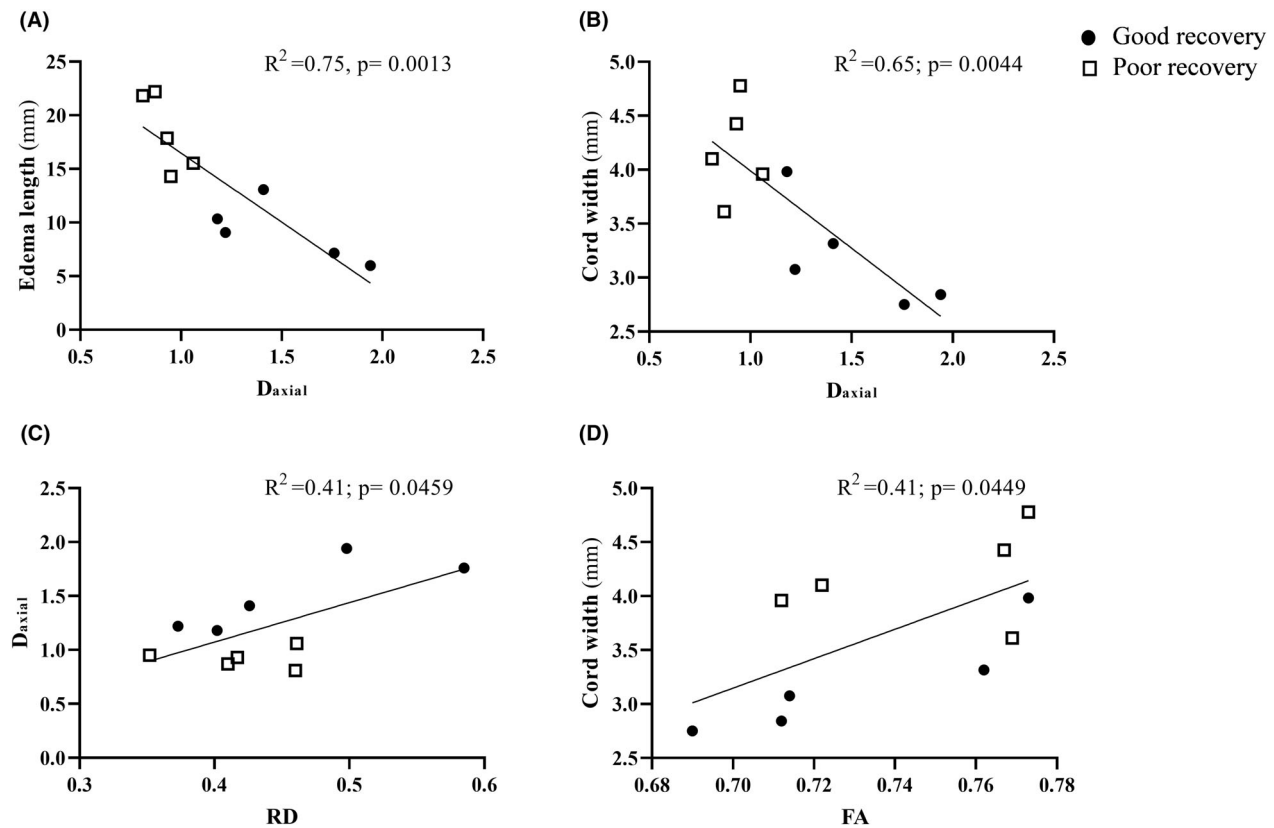 (A)
R²=0.75, p= 0.0013
25
20
15
10
5
0
Edema length (mm)
0.5 1.0 1.5 2.0 2.5
Daxial
(B)
R²=0.65; p= 0.0044
5.0
4.5
4.0
3.5
3.0
2.5
Cord width (mm)
0.5 1.0 1.5 2.0 2.5
Daxial
Good recovery
Poor recovery
(C)
R²=0.41; p= 0.0459
2.5
2.0
1.5
1.0
0.5
0.0
Daxial
0.3 0.4 0.5 0.6
RD
(D)
R²=0.41; p= 0.0449
5.0
4.5
4.0
3.5
3.0
2.5
Cord width (mm)
0.68 0.70 0.72 0.74 0.76 0.78
FA